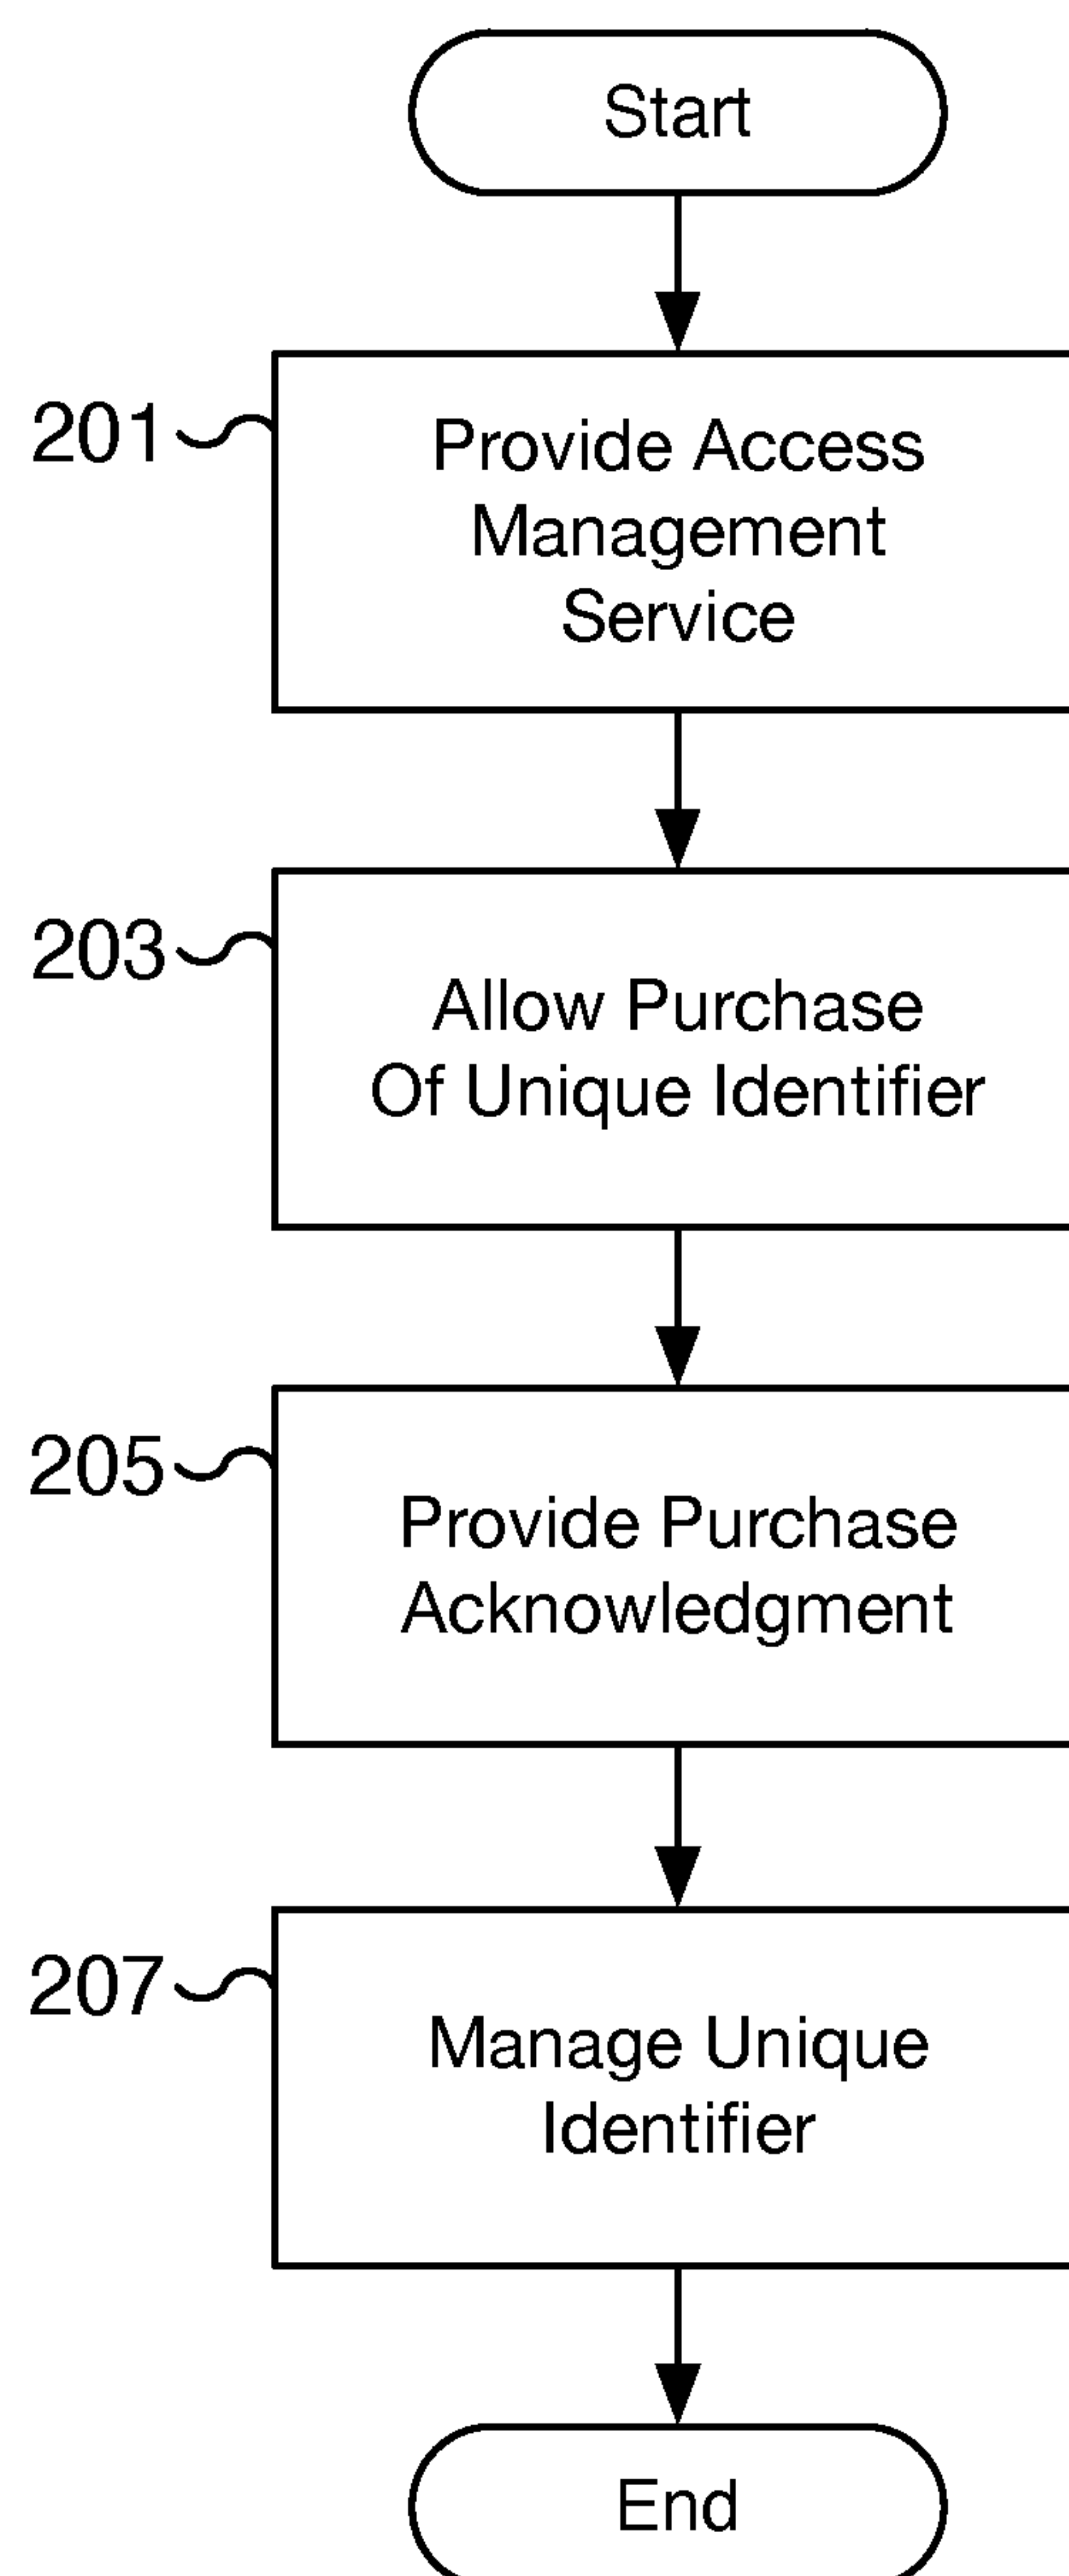 Start
201
Provide Access
Management
Service
203
Allow Purchase
Of Unique Identifier
205
Provide Purchase
Acknowledgment
207
Manage Unique
Identifier
End